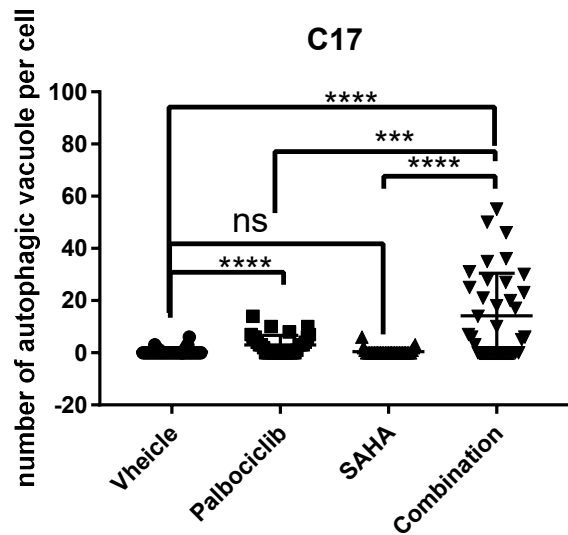 C17
number of autophagic vacuole per cell
100
80
60
40
20
0
-20
****
***
****
ns
****
Vheicle
Palbociclib
SAHA
Combination